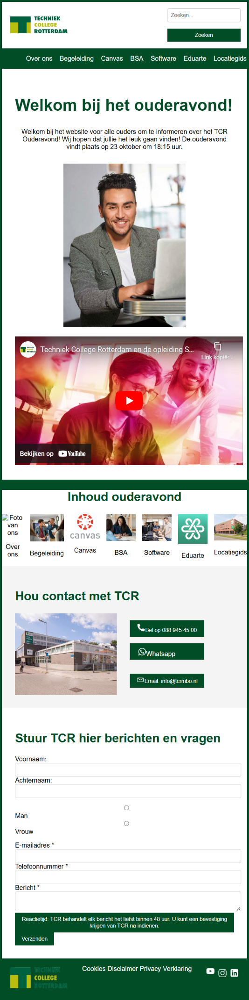 TECHNIEK
COLLEGE
ROTTERDAM
Zoeken...
Zoeken
Over ons Begeleiding Canvas BSA Software Eduarte Locatiegids
Welkom bij het ouderavond!
Welkom bij het website voor alle ouders om te informeren over het TCR
Ouderavond! Wij hopen dat jullie het leuk gaan vinden! De ouderavond
vindt plaats op 23 oktober om 18:15 uur.
TECHNIEK
COLLEGE
ROTTERDAM
Techniek College Rotterdam en de opleiding S...
Link kopiër...
Bekijken op YouTube
Inhoud ouderavond
Foto
van
ons
canvas
Over
ons
Begeleiding
Canvas
BSA
Software
Eduarte
Locatiegids
Hou contact met TCR
Bel op 088 945 45 00
Whatsapp
Email: info@tcrmbo.nl
Stuur TCR hier berichten en vragen
Voornaam:
Achternaam:
Man
Vrouw
E-mailadres *
Telefoonnummer *
Bericht *
Reactietijd: TCR behandelt elk bericht het liefst binnen 48 uur. U kunt een bevestiging
krijgen van TCR na indienen.
Verzenden
TECHNIEK
COLLEGE
ROTTERDAM
Cookies Disclaimer Privacy Verklaring